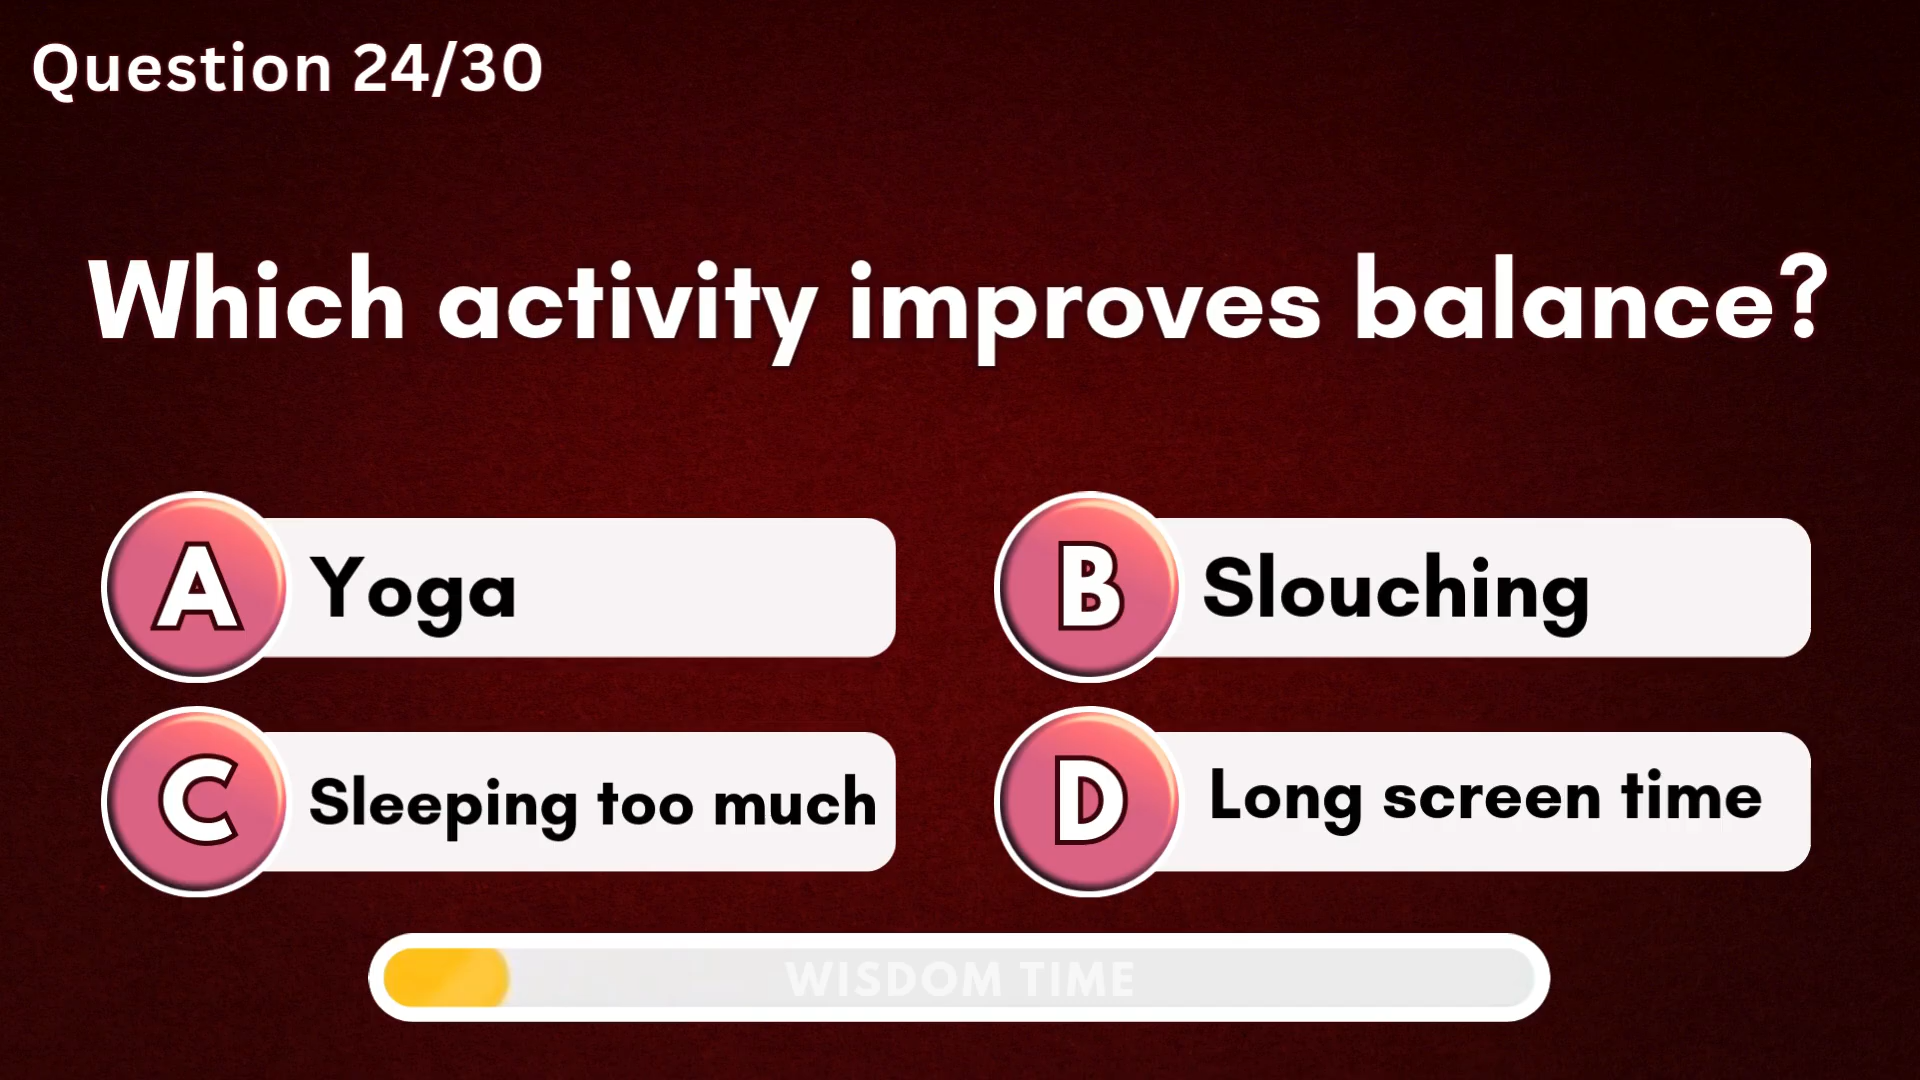 Question 24/30
Which activity improves balance?
A Yoga
B Slouching
C Sleeping too much
D Long screen time
WISDOM TIME